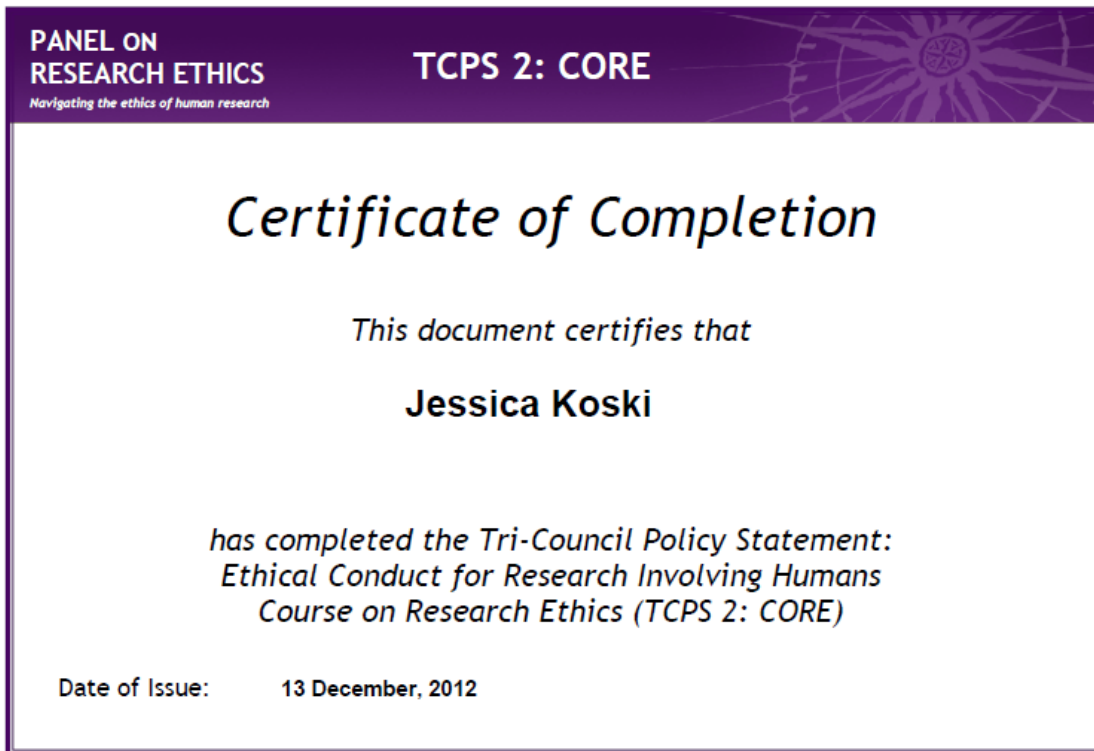 PANEL ON
RESEARCH ETHICS
Navigating the ethics of human research
TCPS 2: CORE
Certificate of Completion
This document certifies that
Jessica Koski
has completed the Tri-Council Policy Statement:
Ethical Conduct for Research Involving Humans
Course on Research Ethics (TCPS 2: CORE)
Date of Issue: 13 December, 2012